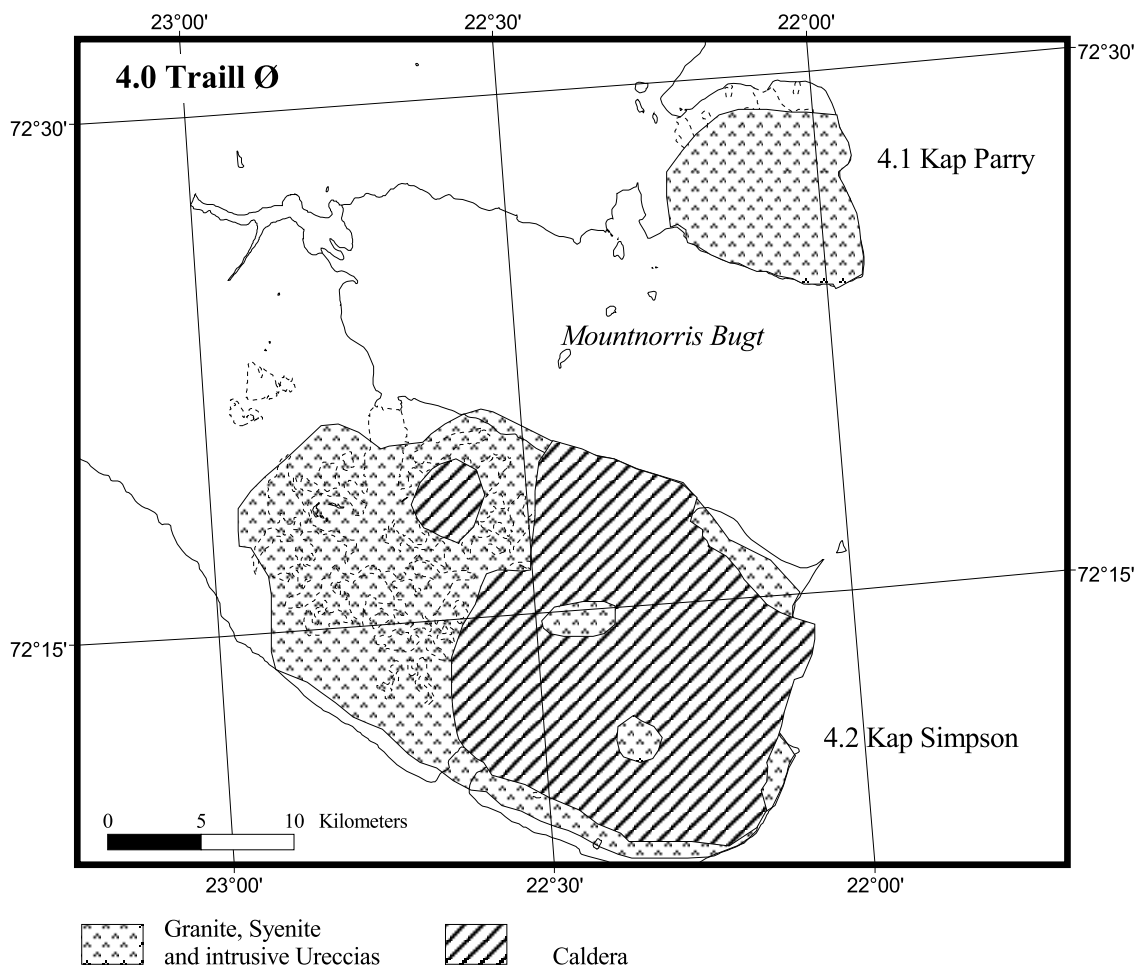 23°00' 22°30' 22°00'
4.0 Traill Ø
72°30'
72°30'
4.1 Kap Parry
Mountnorris Bugt
72°15'
72°15'
4.2 Kap Simpson
0 5 10 Kilometers
23°00' 22°30' 22°00'
Granite, Syenite
and intrusive Ureccias
Caldera